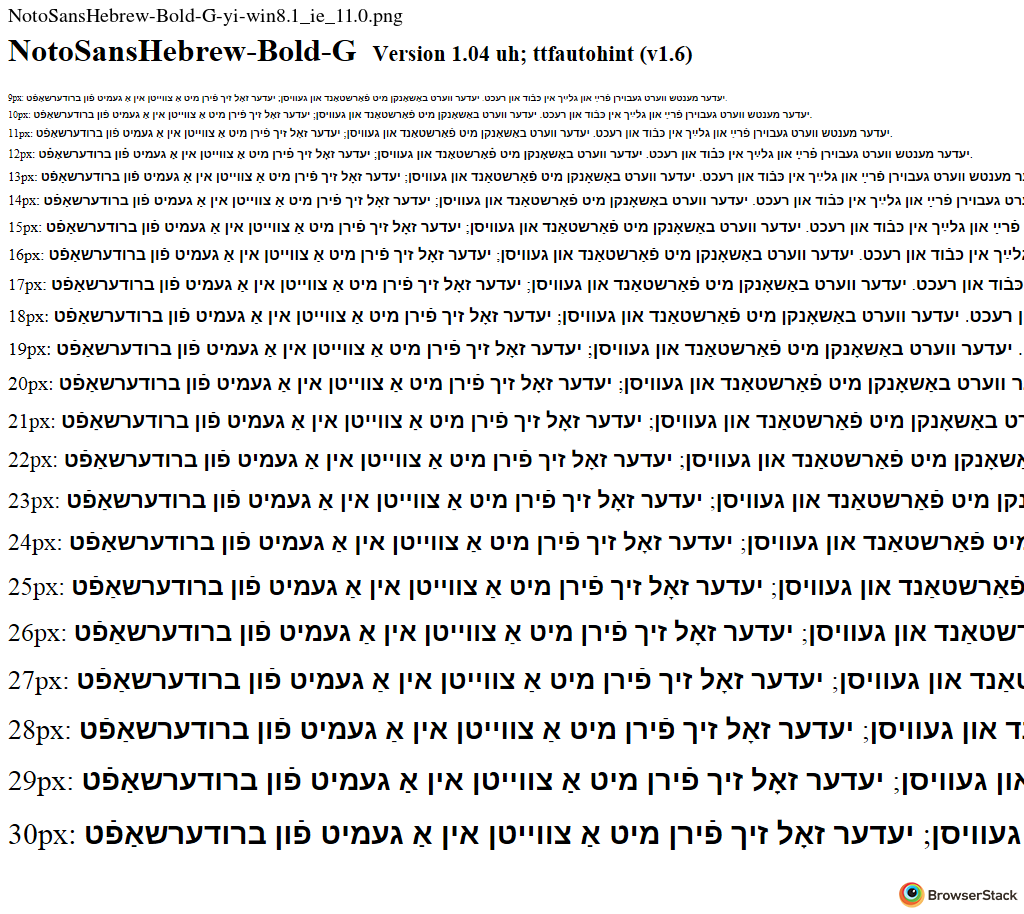 NotoSansHebrew-Bold-G-yi-win8.1_ie_11.0.png
NotoSansHebrew-Bold-G Version 1.04 uh; ttfautohint (v1.6)
9px: יעדער מענטש ווערט געבוירן פֿרײַ און גלײַך אין כּבֿוד און רעכט. יעדער ווערט באַשאָנקן מיט פֿאַרשטאַנד און געוויסן; יעדער זאָל זיך פֿירן מיט אַ צווייטן אין אַ געמיט פֿון ברודערשאַפֿט.
10px: יעדער מענטש ווערט געבוירן פֿרײַ און גלײַך אין כּבֿוד און רעכט. יעדער ווערט באַשאָנקן מיט פֿאַרשטאַנד און געוויסן; יעדער זאָל זיך פֿירן מיט אַ צווייטן אין אַ געמיט פֿון ברודערשאַפֿט.
11px: יעדער מענטש ווערט געבוירן פֿרײַ און גלײַך אין כּבֿוד און רעכט. יעדער ווערט באַשאָנקן מיט פֿאַרשטאַנד און געוויסן; יעדער זאָל זיך פֿירן מיט אַ צווייטן אין אַ געמיט פֿון ברודערשאַפֿט.
12px: יעדער מענטש ווערט געבוירן פֿרײַ און גלײַך אין כּבֿוד און רעכט. יעדער ווערט באַשאָנקן מיט פֿאַרשטאַנד און געוויסן; יעדער זאָל זיך פֿירן מיט אַ צווייטן אין אַ געמיט פֿון ברודערשאַפֿט.
13px: מענטש ווערט געבוירן פֿרײַ און גלײַך אין כּבֿוד און רעכט. יעדער ווערט באַשאָנקן מיט פֿאַרשטאַנד און געוויסן; יעדער זאָל זיך פֿירן מיט אַ צווייטן אין אַ געמיט פֿון ברודערשאַפֿט
14px: געבוירן פֿרײַ און גלײַך אין כּבֿוד און רעכט. יעדער ווערט באַשאָנקן מיט פֿאַרשטאַנד און געוויסן; יעדער זאָל זיך פֿירן מיט אַ צווייטן אין אַ געמיט פֿון ברודערשאַפֿט
15px: פֿרײַ און גלײַך אין כּבֿוד און רעכט. יעדער ווערט באַשאָנקן מיט פֿאַרשטאַנד און געוויסן; יעדער זאָל זיך פֿירן מיט אַ צווייטן אין אַ געמיט פֿון ברודערשאַפֿט
16px: אין כּבֿוד און רעכט. יעדער ווערט באַשאָנקן מיט פֿאַרשטאַנד און געוויסן; יעדער זאָל זיך פֿירן מיט אַ צווייטן אין אַ געמיט פֿון ברודערשאַפֿט
17px: כּבֿוד און רעכט. יעדער ווערט באַשאָנקן מיט פֿאַרשטאַנד און געוויסן; יעדער זאָל זיך פֿירן מיט אַ צווייטן אין אַ געמיט פֿון ברודערשאַפֿט
18px: רעכט. יעדער ווערט באַשאָנקן מיט פֿאַרשטאַנד און געוויסן; יעדער זאָל זיך פֿירן מיט אַ צווייטן אין אַ געמיט פֿון ברודערשאַפֿט
19px: . יעדער ווערט באַשאָנקן מיט פֿאַרשטאַנד און געוויסן; יעדער זאָל זיך פֿירן מיט אַ צווייטן אין אַ געמיט פֿון ברודערשאַפֿט
20px: ווערט באַשאָנקן מיט פֿאַרשטאַנד און געוויסן; יעדער זאָל זיך פֿירן מיט אַ צווייטן אין אַ געמיט פֿון ברודערשאַפֿט
21px: באַשאָנקן מיט פֿאַרשטאַנד און געוויסן; יעדער זאָל זיך פֿירן מיט אַ צווייטן אין אַ געמיט פֿון ברודערשאַפֿט
22px: מיט פֿאַרשטאַנד און געוויסן; יעדער זאָל זיך פֿירן מיט אַ צווייטן אין אַ געמיט פֿון ברודערשאַפֿט
23px: מיט פֿאַרשטאַנד און געוויסן; יעדער זאָל זיך פֿירן מיט אַ צווייטן אין אַ געמיט פֿון ברודערשאַפֿט
24px: מיט פֿאַרשטאַנד און געוויסן; יעדער זאָל זיך פֿירן מיט אַ צווייטן אין אַ געמיט פֿון ברודערשאַפֿט
25px: פֿאַרשטאַנד און געוויסן; יעדער זאָל זיך פֿירן מיט אַ צווייטן אין אַ געמיט פֿון ברודערשאַפֿט
26px: און געוויסן; יעדער זאָל זיך פֿירן מיט אַ צווייטן אין אַ געמיט פֿון ברודערשאַפֿט
27px: און געוויסן; יעדער זאָל זיך פֿירן מיט אַ צווייטן אין אַ געמיט פֿון ברודערשאַפֿט
28px: און געוויסן; יעדער זאָל זיך פֿירן מיט אַ צווייטן אין אַ געמיט פֿון ברודערשאַפֿט
29px: און געוויסן; יעדער זאָל זיך פֿירן מיט אַ צווייטן אין אַ געמיט פֿון ברודערשאַפֿט
30px: געוויסן; יעדער זאָל זיך פֿירן מיט אַ צווייטן אין אַ געמיט פֿון ברודערשאַפֿט
BrowserStack